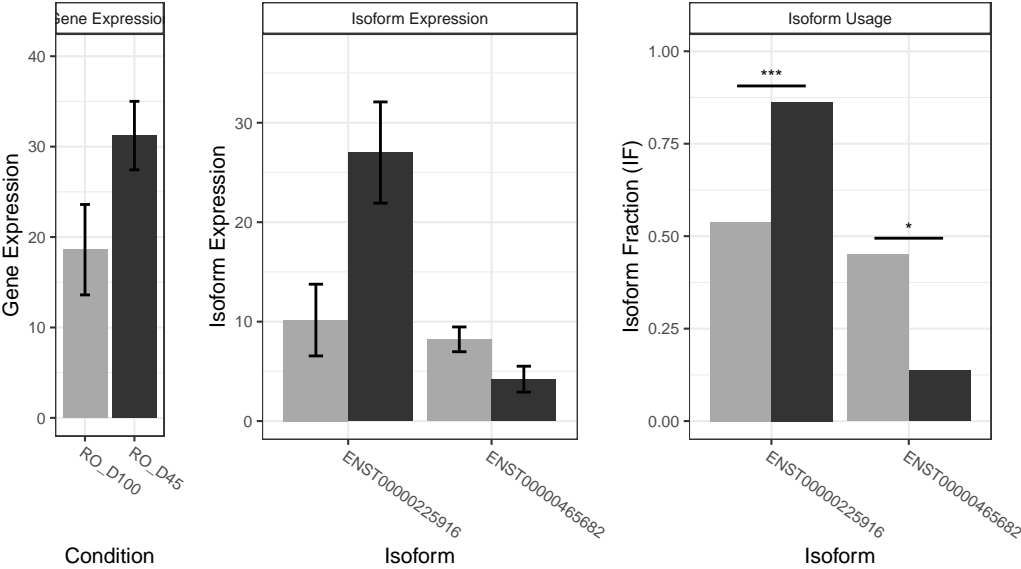 Gene Expression
Gene Expression
40
30
20
10
0
RO_D100
RO_D45
Condition
Isoform Expression
Isoform Expression
30
20
10
0
ENST00000225916
ENST00000465682
Isoform
Isoform Usage
Isoform Fraction (IF)
1.00
0.75
0.50
0.25
0.00
***
*
ENST00000225916
ENST00000465682
Isoform